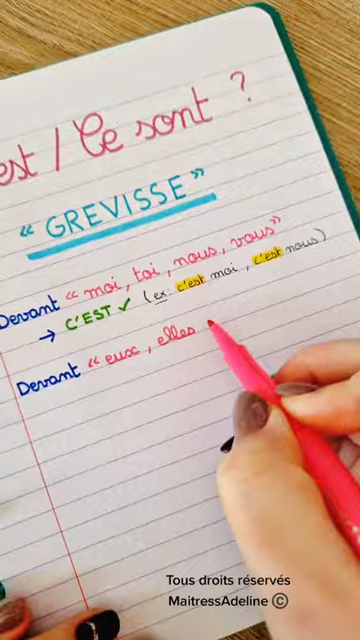 est / Ce sont ?
« GREVISSE »
Devant « moi, toi, nous, vous »
→ C'EST ✓ (ex : c'est moi, c'est nous)
Devant « eux, elles
Tous droits réservés
MaitressAdeline ©